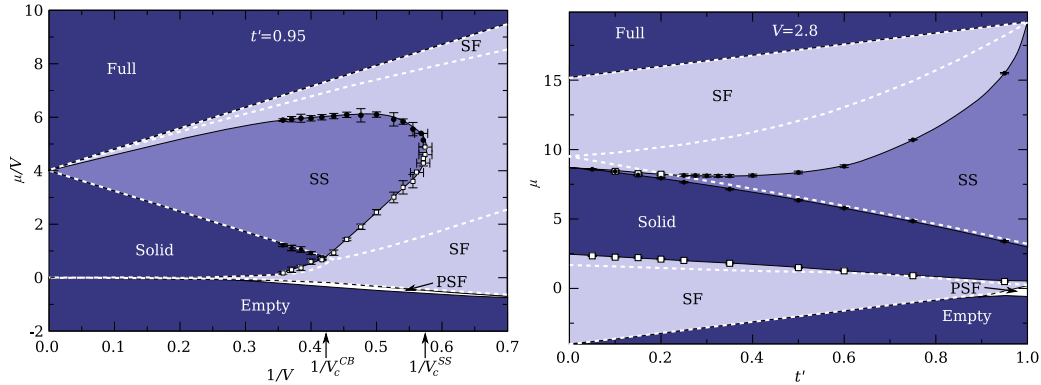 t'=0.95
Full
SF
SS
Solid
SF
PSF
Empty
μ/V
10
8
6
4
2
0
-2
0.0 0.1 0.2 0.3 0.4 0.5 0.6 0.7
1/V 1/V_c^{CB} 1/V_c^{SS}
V=2.8
Full
SF
SS
Solid
SF
PSF
Empty
μ
15
10
5
0
0.0 0.2 0.4 0.6 0.8 1.0
t'